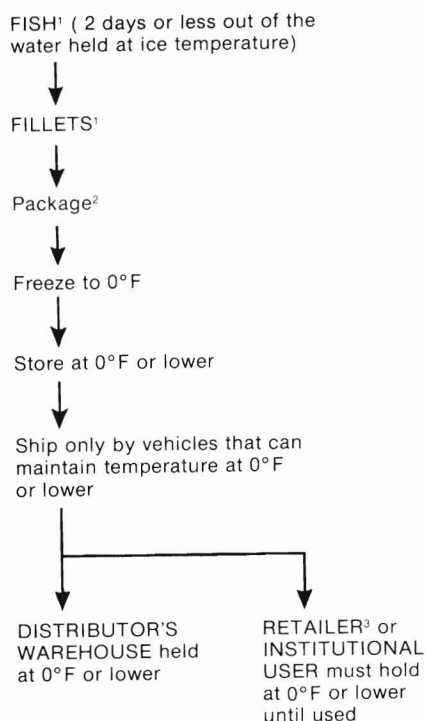 FISH¹ ( 2 days or less out of the
water held at ice temperature)
FILLETS¹
Package²
Freeze to 0°F
Store at 0°F or lower
Ship only by vehicles that can
maintain temperature at 0°F
or lower
DISTRIBUTOR'S
WAREHOUSE held
at 0°F or lower
RETAILER³ or
INSTITUTIONAL
USER must hold
at 0°F or lower
until used